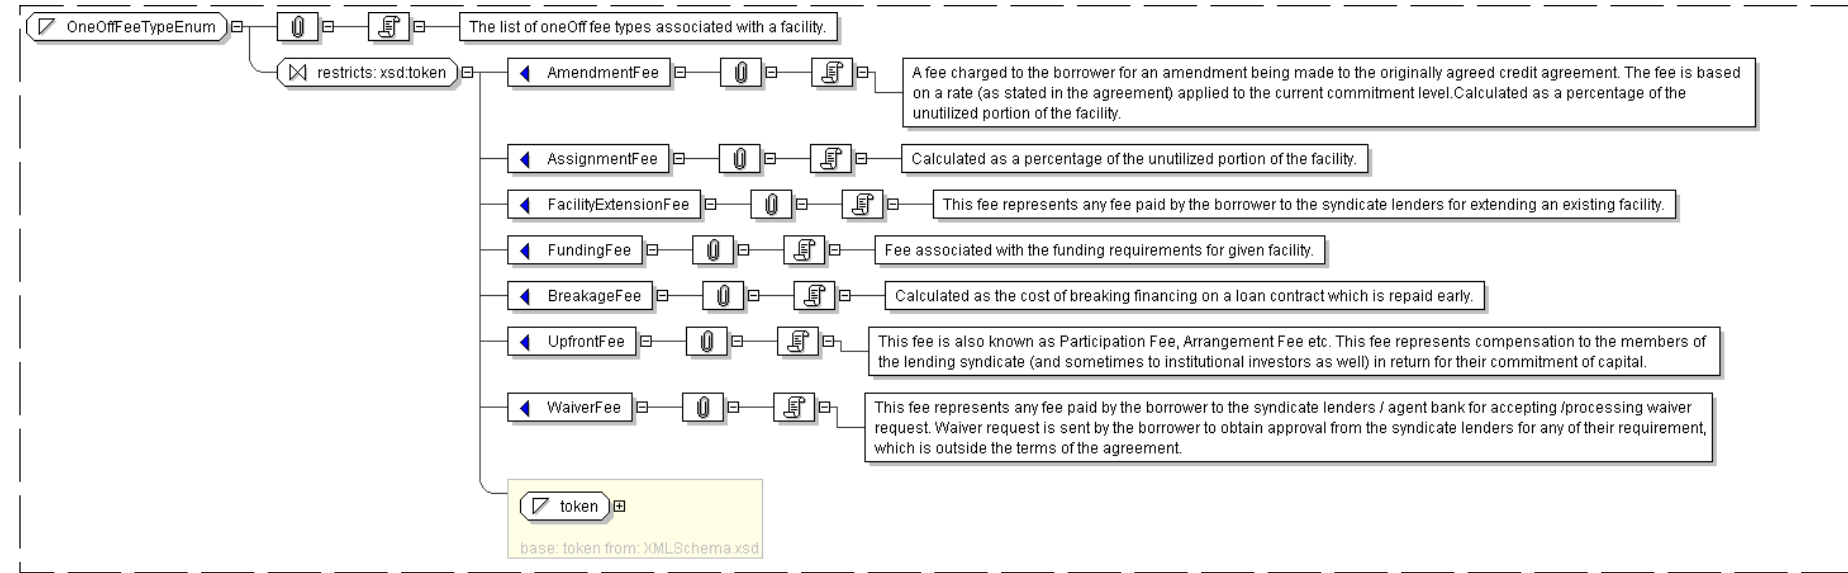 OneOffFeeTypeEnum
The list of oneOff fee types associated with a facility.
restricts: xsd:token
AmendmentFee
A fee charged to the borrower for an amendment being made to the originally agreed credit agreement. The fee is based
on a rate (as stated in the agreement) applied to the current commitment level.Calculated as a percentage of the
unutilized portion of the facility.
AssignmentFee
Calculated as a percentage of the unutilized portion of the facility.
FacilityExtensionFee
This fee represents any fee paid by the borrower to the syndicate lenders for extending an existing facility.
FundingFee
Fee associated with the funding requirements for given facility.
BreakageFee
Calculated as the cost of breaking financing on a loan contract which is repaid early.
UpfrontFee
This fee is also known as Participation Fee, Arrangement Fee etc. This fee represents compensation to the members of
the lending syndicate (and sometimes to institutional investors as well) in return for their commitment of capital.
WaiverFee
This fee represents any fee paid by the borrower to the syndicate lenders / agent bank for accepting /processing waiver
request. Waiver request is sent by the borrower to obtain approval from the syndicate lenders for any of their requirement,
which is outside the terms of the agreement.
token
base: token from: XMLSchema.xsd